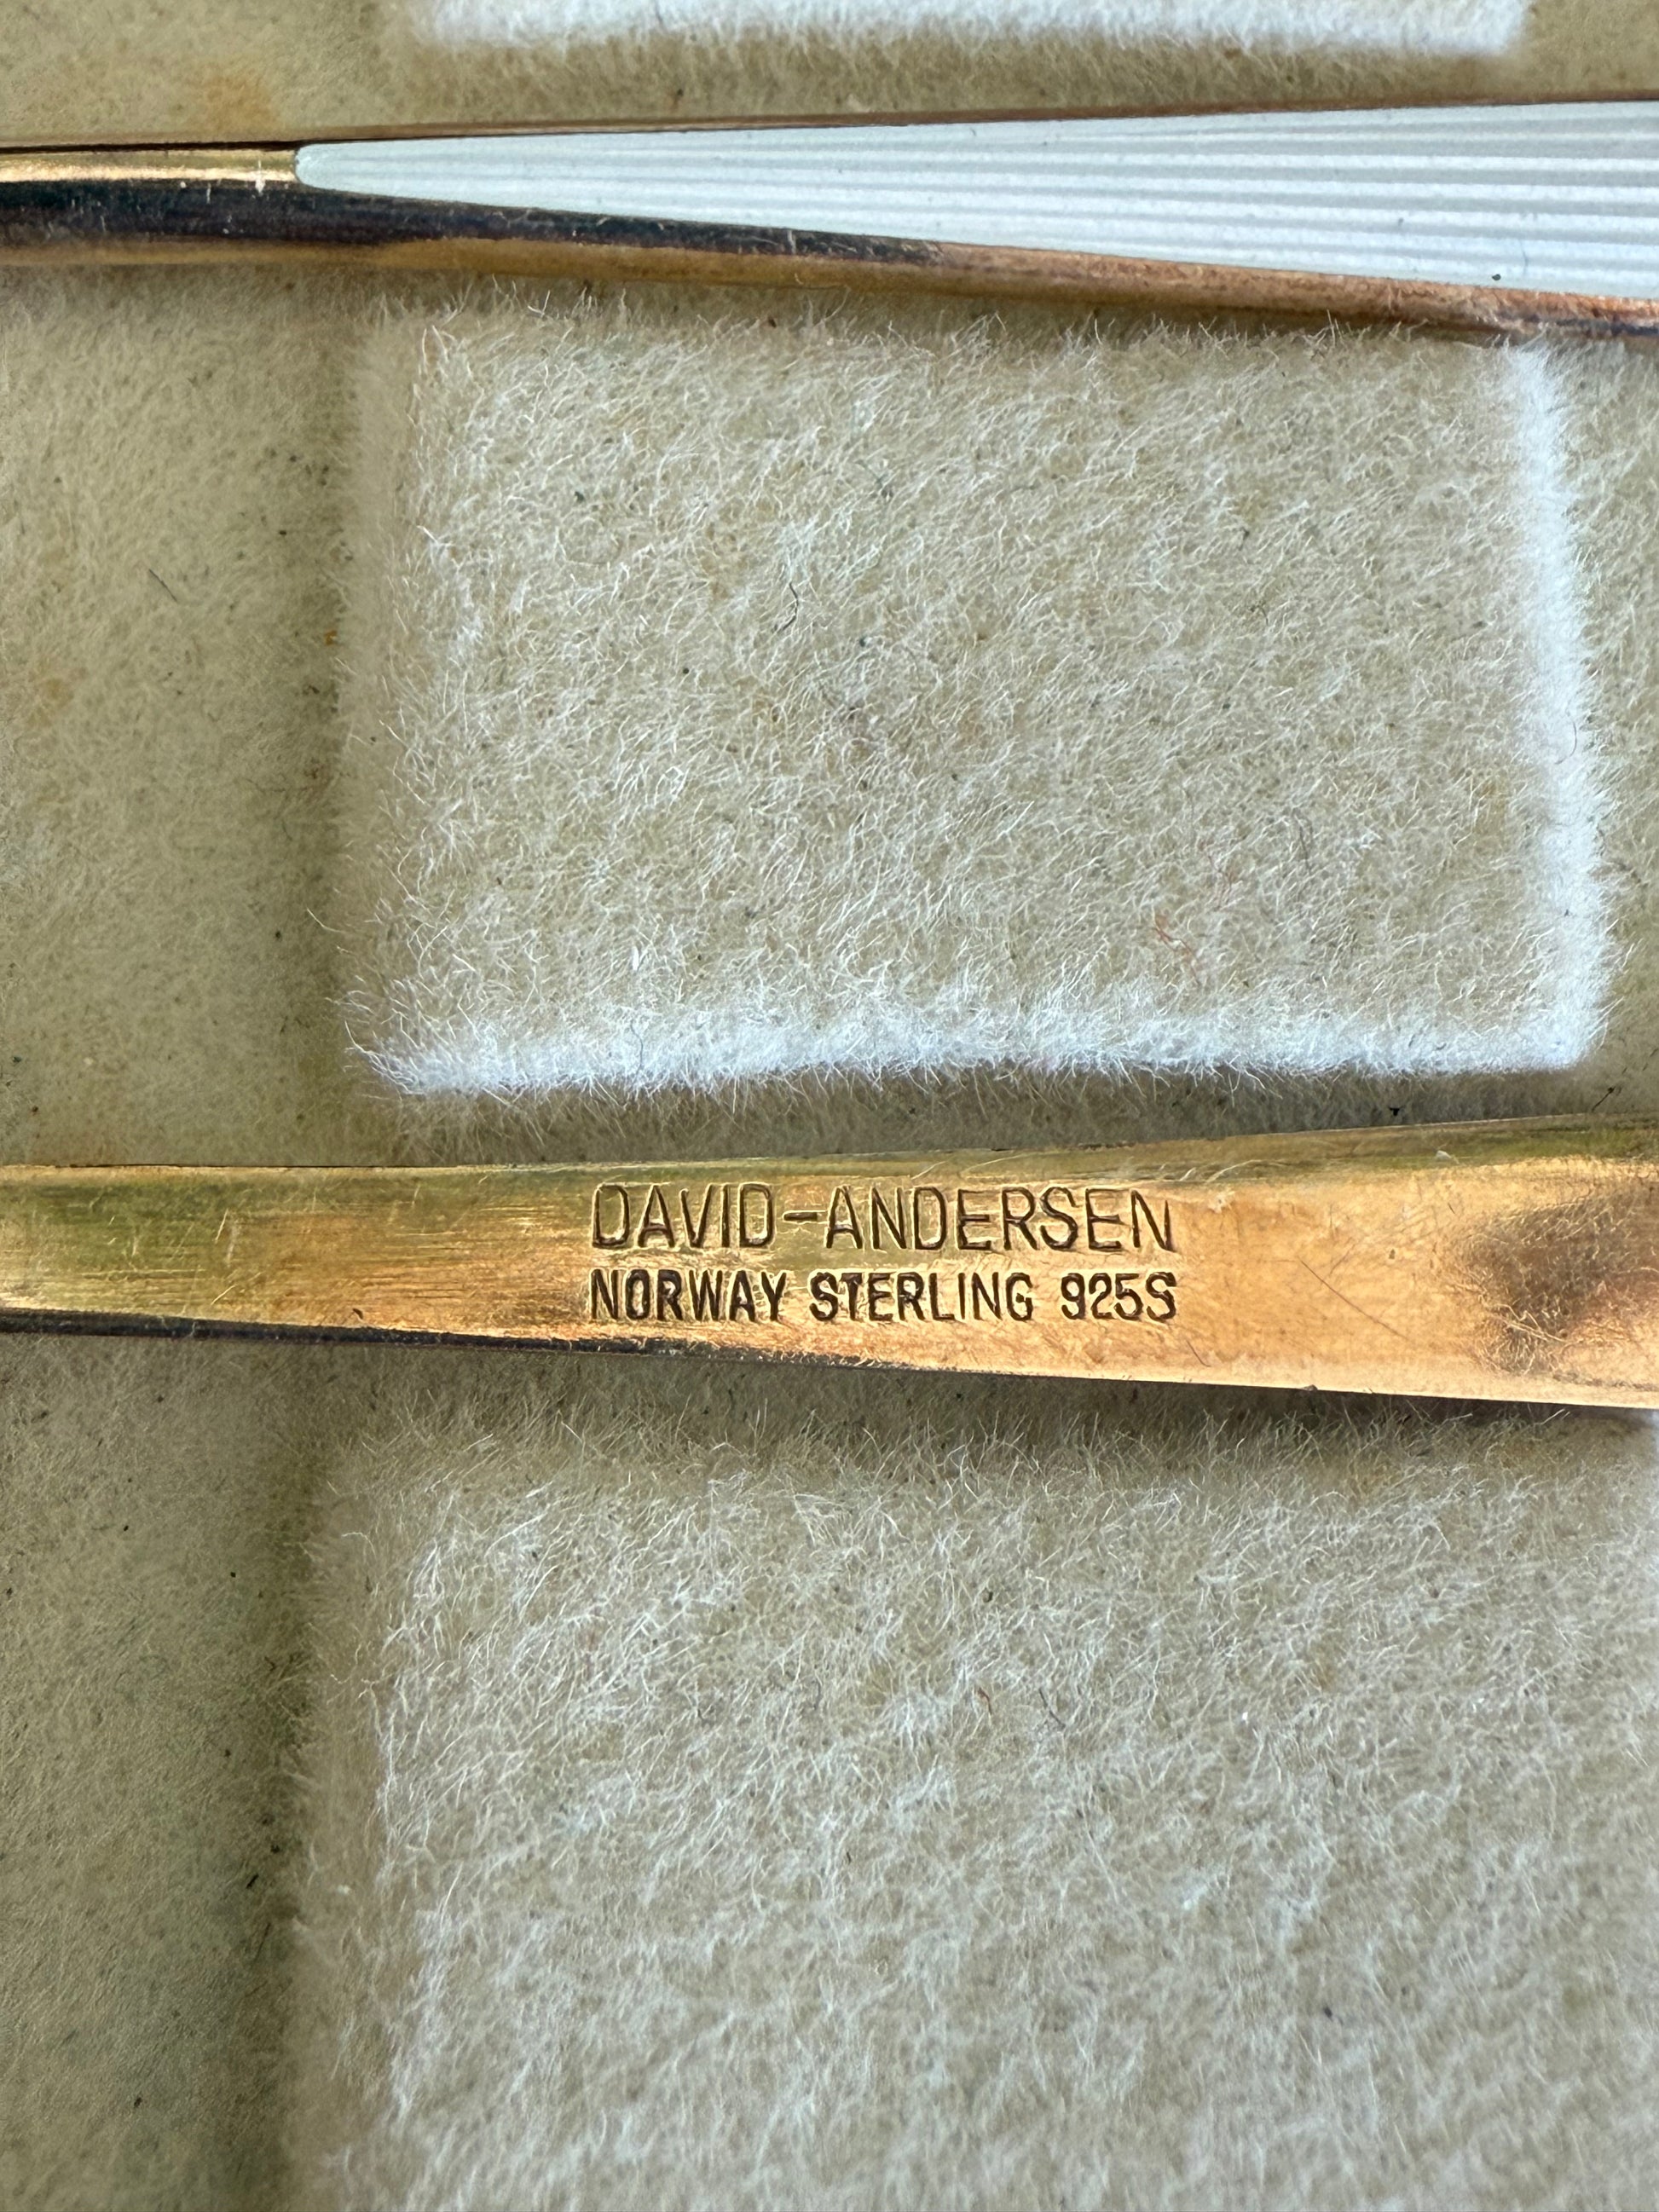 DAVID-ANDERSEN
NORWAY STERLING 925S